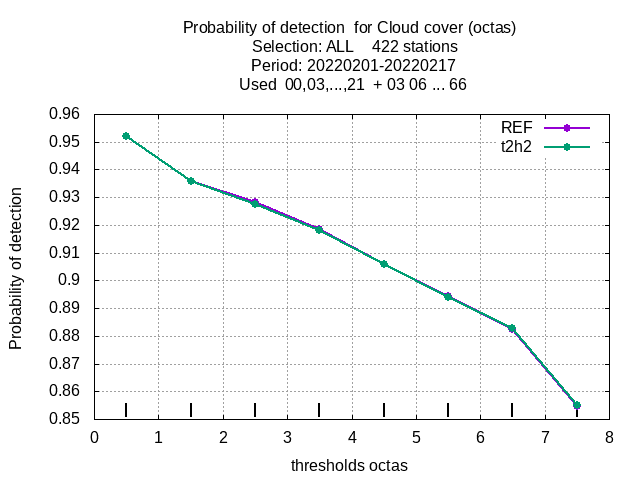 Probability of detection  for Cloud cover (octas)
Selection: ALL    422 stations
Period: 20220201-20220217
Used  00,03,...,21  + 03 06 ... 66
REF
t2h2
0.96
0.95
0.94
0.93
0.92
0.91
0.9
0.89
0.88
0.87
0.86
0.85
Probability of detection
0 1 2 3 4 5 6 7 8
thresholds octas